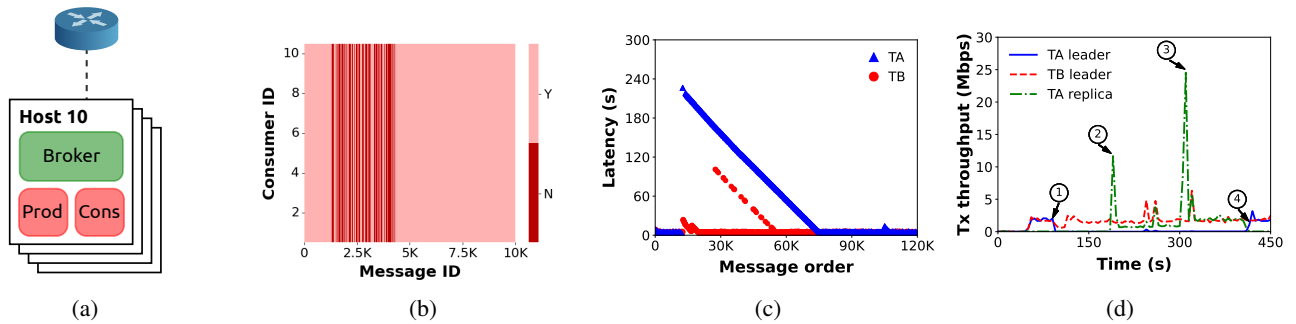 Host 10
Broker
Prod
Cons
(a)
Consumer ID
10
8
6
4
2
0
2.5K
5K
7.5K
10K
Message ID
Y
N
(b)
Latency (s)
300
240
180
120
60
0
TA
TB
0
30K
60K
90K
120K
Message order
(c)
Tx throughput (Mbps)
30
25
20
15
10
5
0
TA leader
TB leader
TA replica
1
2
3
4
0
150
300
450
Time (s)
(d)